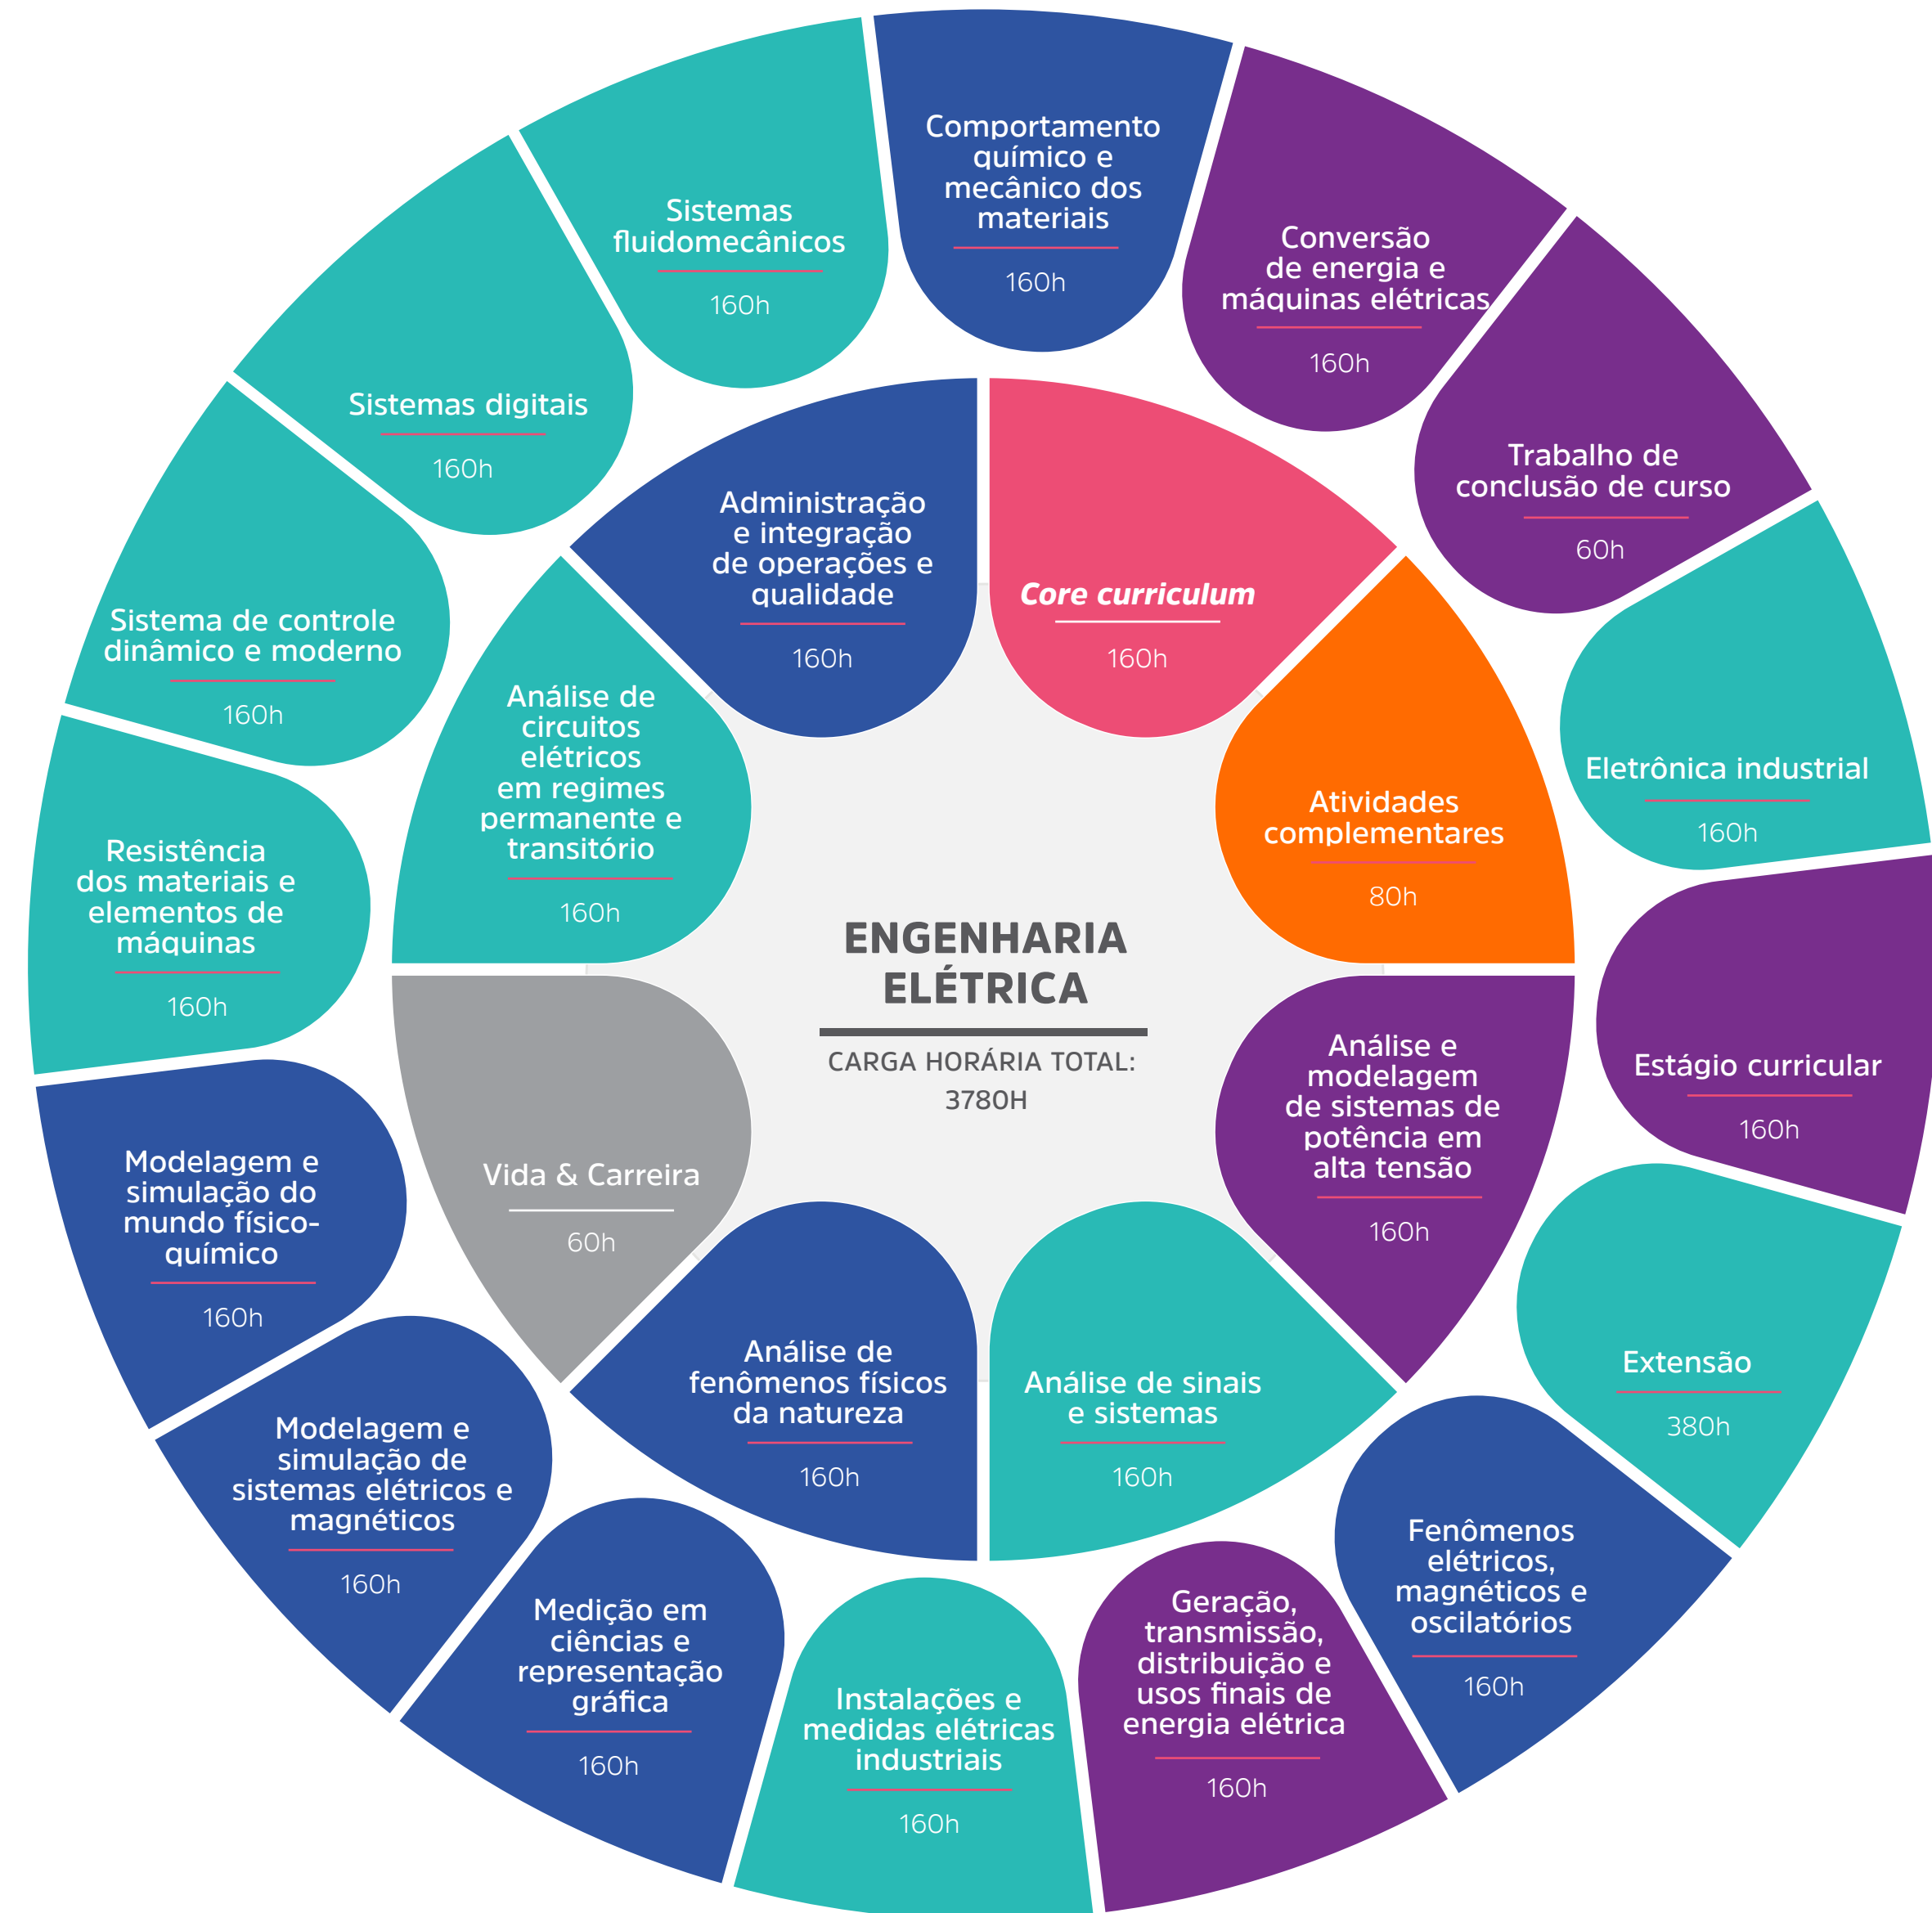 Comportamento
químico e
mecânico dos
materiais
160h
Conversão
de energia e
máquinas elétricas
160h
Trabalho de
conclusão de curso
60h
Eletrônica industrial
160h
Estágio curricular
160h
Extensão
380h
Fenômenos
elétricos,
magnéticos e
oscilatórios
160h
Geração,
transmissão,
distribuição e
usos finais de
energia elétrica
160h
Instalações e
medidas elétricas
industriais
160h
Medição em
ciências e
representação
gráfica
160h
Modelagem e
simulação de
sistemas elétricos e
magnéticos
160h
Modelagem e
simulação do
mundo físico-
químico
160h
Resistência
dos materiais e
elementos de
máquinas
160h
Sistema de controle
dinâmico e moderno
160h
Sistemas digitais
160h
Sistemas
fluidomecânicos
160h
Core curriculum
160h
Atividades
complementares
80h
Análise e
modelagem
de sistemas de
potência em
alta tensão
160h
Análise de sinais
e sistemas
160h
Análise de
fenômenos físicos
da natureza
160h
Vida & Carreira
60h
Análise de
circuitos
elétricos
em regimes
permanente e
transitório
160h
Administração
e integração
de operações e
qualidade
160h
ENGENHARIA
ELÉTRICA
CARGA HORÁRIA TOTAL:
3780H